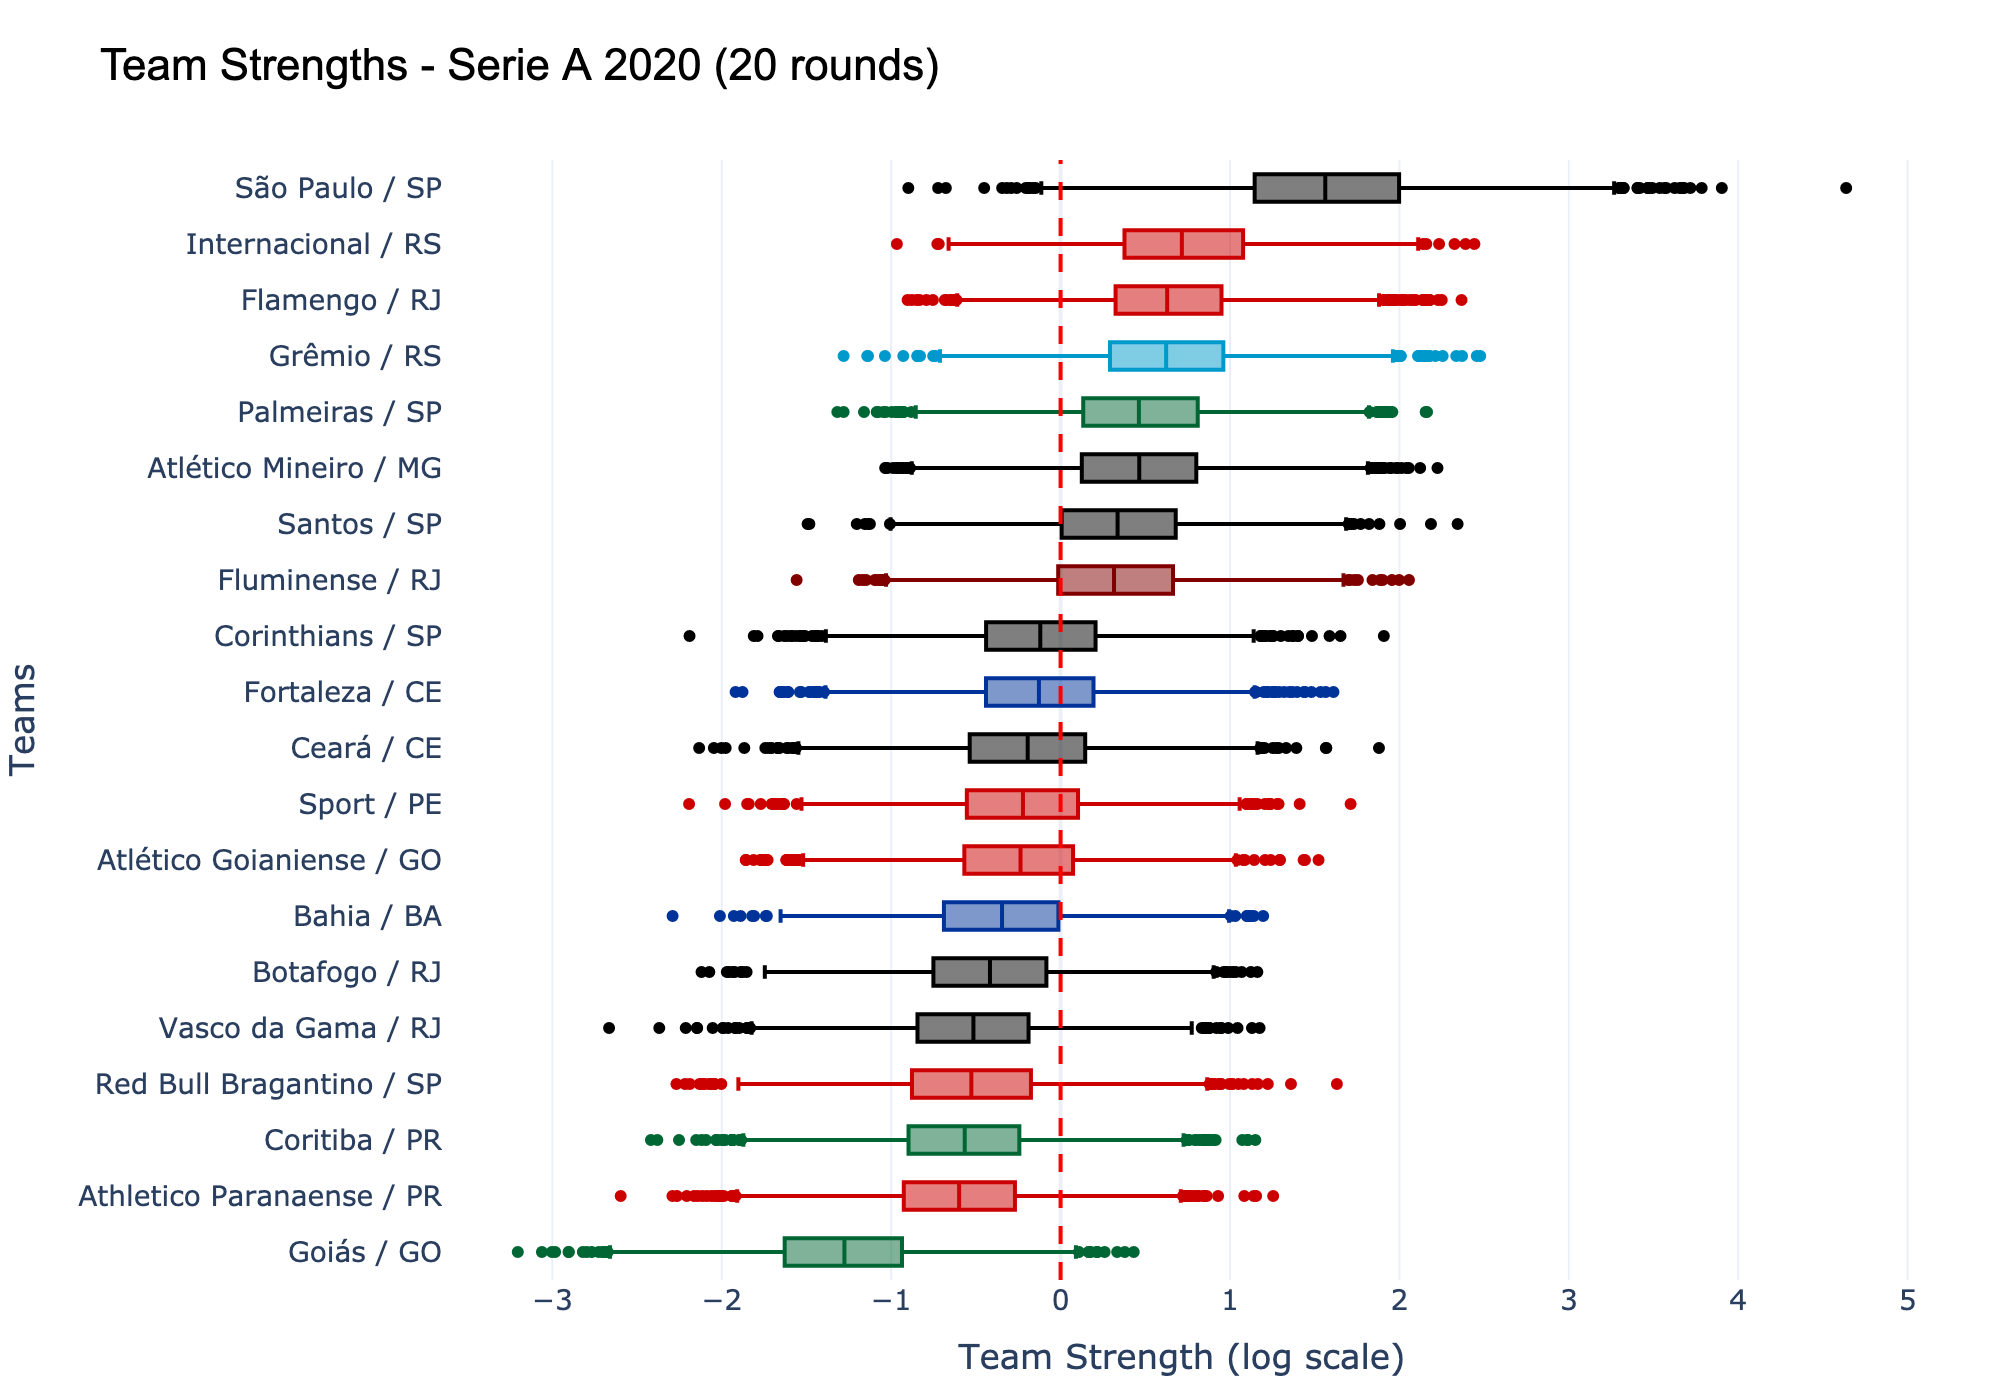 Team Strengths - Serie A 2020 (20 rounds)
São Paulo / SP
Internacional / RS
Flamengo / RJ
Grêmio / RS
Palmeiras / SP
Atlético Mineiro / MG
Santos / SP
Fluminense / RJ
Corinthians / SP
Fortaleza / CE
Ceará / CE
Sport / PE
Atlético Goianiense / GO
Bahia / BA
Botafogo / RJ
Vasco da Gama / RJ
Red Bull Bragantino / SP
Coritiba / PR
Athletico Paranaense / PR
Goiás / GO
Teams
−3 −2 −1 0 1 2 3 4 5
Team Strength (log scale)